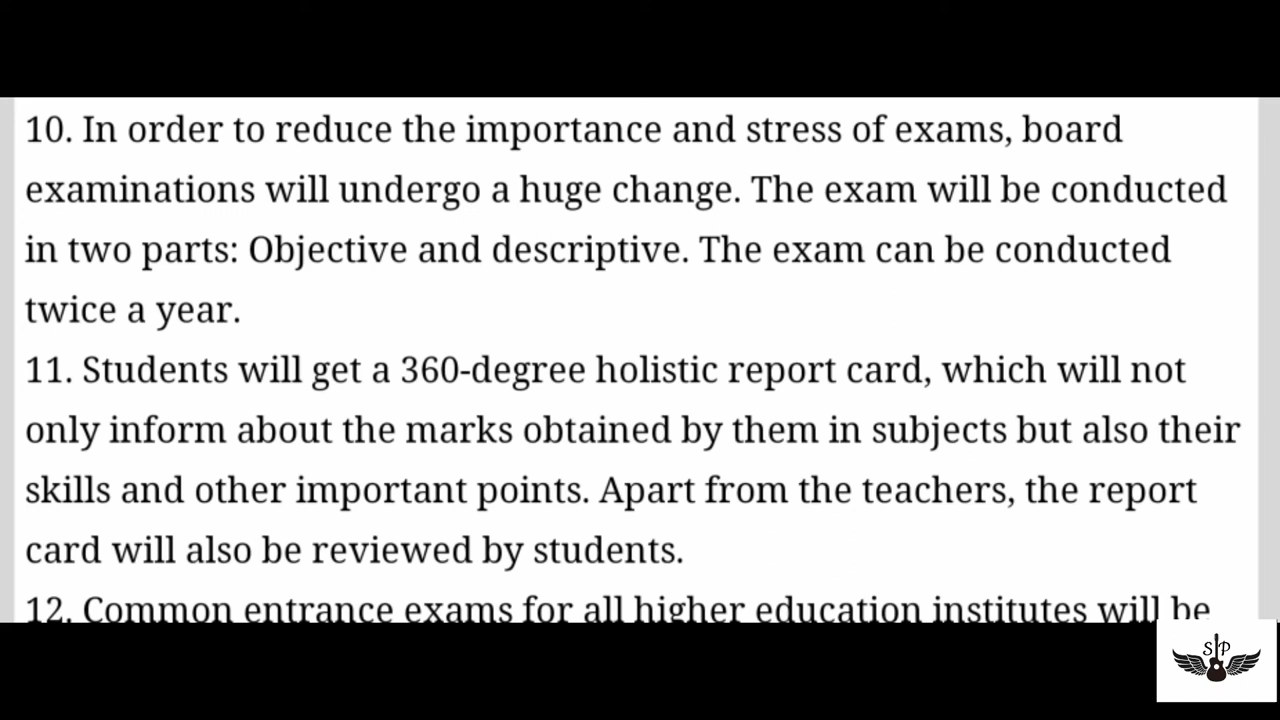 10. In order to reduce the importance and stress of exams, board
examinations will undergo a huge change. The exam will be conducted
in two parts: Objective and descriptive. The exam can be conducted
twice a year.
11. Students will get a 360-degree holistic report card, which will not
only inform about the marks obtained by them in subjects but also their
skills and other important points. Apart from the teachers, the report
card will also be reviewed by students.
12. Common entrance exams for all higher education institutes will be
SP